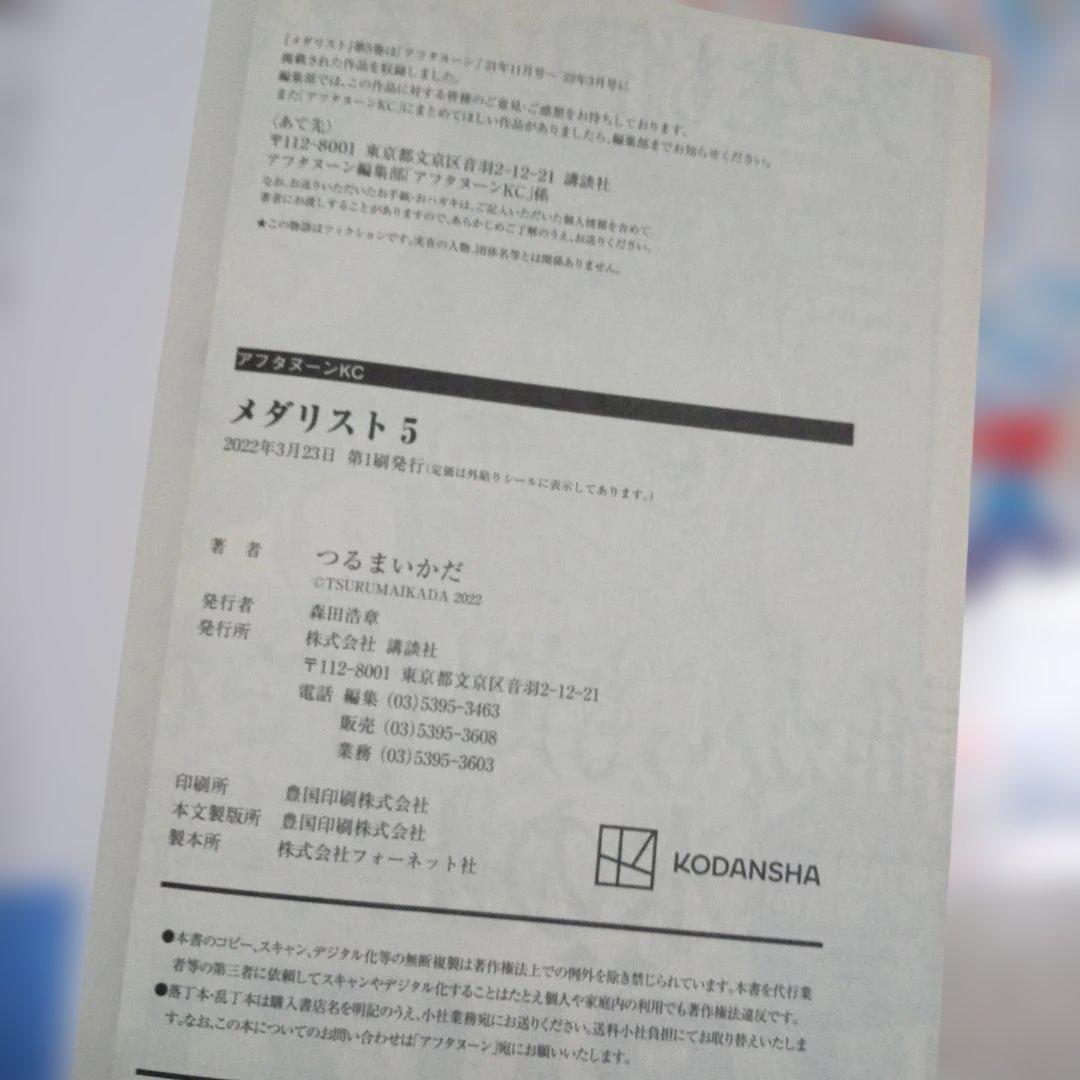 『メダリスト』第5巻は『アフタヌーン』'21年11月号〜'22年3月号に
掲載された作品を収録しました。
編集部では、この作品に対する皆様のご意見・ご感想をお待ちしております。
また「アフタヌーンKC」にまとめてほしい作品がありましたら、編集部までお知らせください。
〈あて先〉
〒112-8001 東京都文京区音羽2-12-21 講談社
アフタヌーン編集部「アフタヌーンKC」係
なお、お送りいただいたお手紙・おハガキは、ご記入いただいた個人情報を含めて
著者にお渡しすることがありますので、あらかじめご了解のうえ、お送りください。
★この物語はフィクションです。実在の人物、団体名等とは関係ありません。
アフタヌーンKC
メダリスト 5
2022年3月23日 第1刷発行(定価は外貼りシールに表示してあります。)
著 者 つるまいかだ
©TSURUMAIKADA 2022
発行者 森田浩章
発行所 株式会社 講談社
〒112-8001 東京都文京区音羽2-12-21
電話 編集 (03)5395-3463
販売 (03)5395-3608
業務 (03)5395-3603
印刷所 豊国印刷株式会社
本文製版所 豊国印刷株式会社
製本所 株式会社フォーネット社
KODANSHA
●本書のコピー、スキャン、デジタル化等の無断複製は著作権法上での例外を除き禁じられています。本書を代行業
者等の第三者に依頼してスキャンやデジタル化することはたとえ個人や家庭内の利用でも著作権法違反です。
●落丁本・乱丁本は購入書店名を明記のうえ、小社業務宛にお送りください。送料小社負担にてお取り替えいたしま
す。なお、この本についてのお問い合わせは「アフタヌーン」宛にお願いいたします。